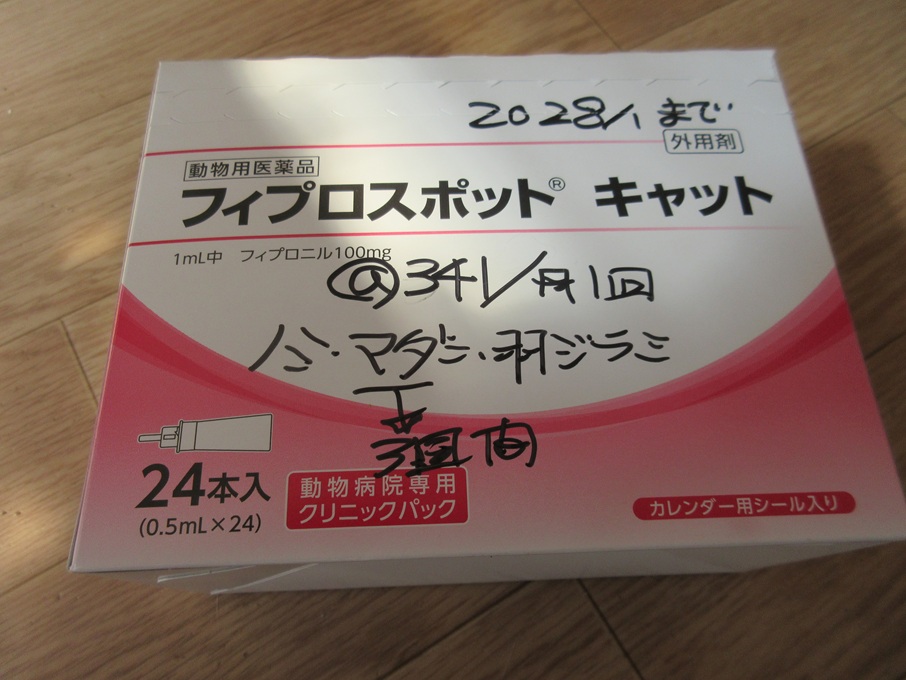 2028/1 まで
外用剤
動物用医薬品
フィプロスポット® キャット
1mL中 フィプロニル100mg
@341/月1回
ノミ・マダニ・羽ジラミ
3週間
24本入
(0.5mL×24)
動物病院専用
クリニックパック
カレンダー用シール入り